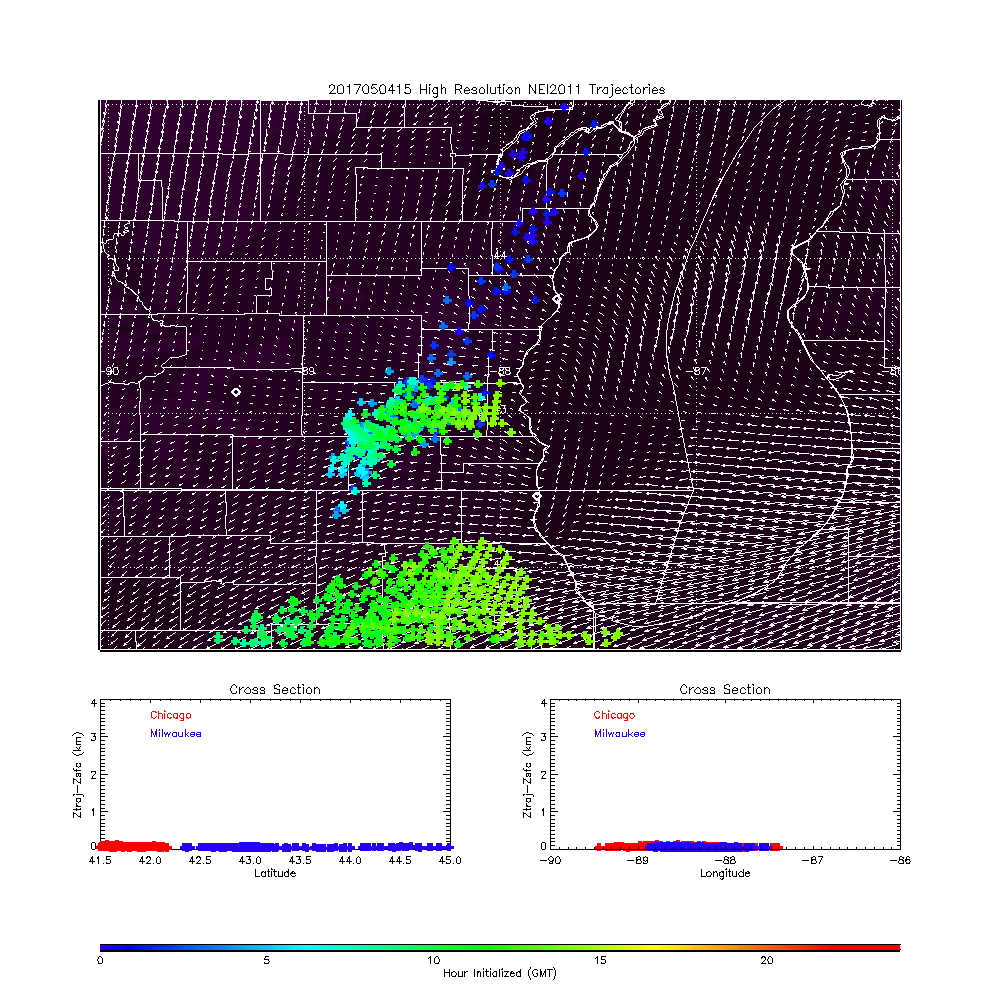 2017050415 High Resolution NEI2011 Trajectories
44
90 89 88 87
Cross Section Cross Section
4 4
Chicago Chicago
3 Milwaukee 3 Milwaukee
Ztraj-Zsfc (km) Ztraj-Zsfc (km)
2 2
1 1
0 0
41.5 42.0 42.5 43.0 43.5 44.0 44.5 45.0 -90 -89 -88 -87 -86
Latitude Longitude
0 5 10 15 20
Hour Initialized (GMT)